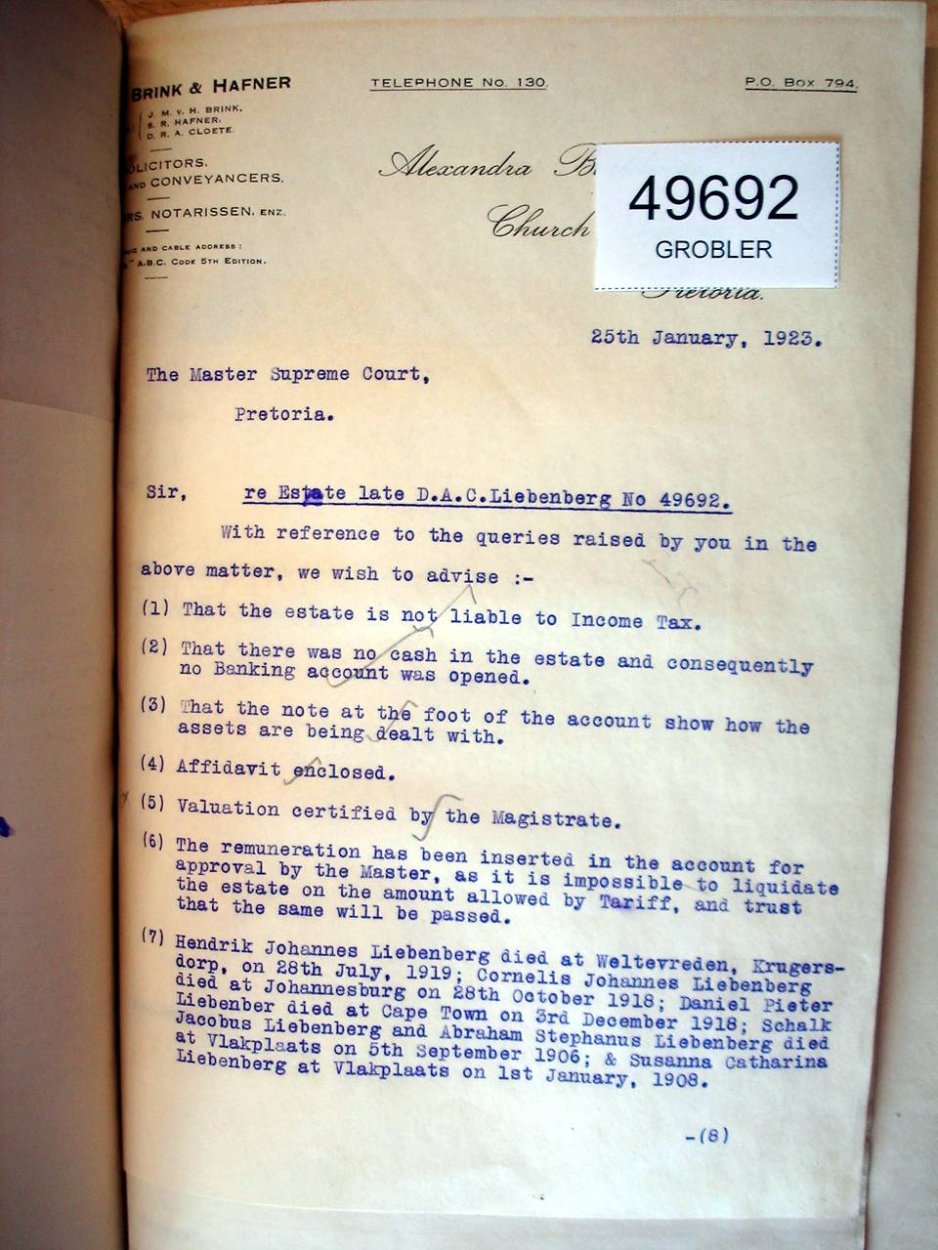 BRINK & HAFNER
J. M. v. H. BRINK,
S. R. HAFNER,
D. R. A. CLOETE.
OLICITORS,
AND CONVEYANCERS.
RS. NOTARISSEN, ENZ.
AND CABLE ADDRESS:
" A.B.C. CODE 5TH EDITION.
TELEPHONE No. 130.
P.O. Box 794.
Alexandra B
Church
Pretoria.
49692
GROBLER
25th January, 1923.
The Master Supreme Court,
Pretoria.
Sir, re Estate late D.A.C.Liebenberg No 49692.
With reference to the queries raised by you in the
above matter, we wish to advise :-
(1) That the estate is not liable to Income Tax.
(2) That there was no cash in the estate and consequently
no Banking account was opened.
(3) That the note at the foot of the account show how the
assets are being dealt with.
(4) Affidavit enclosed.
(5) Valuation certified by the Magistrate.
(6) The remuneration has been inserted in the account for
approval by the Master, as it is impossible to liquidate
the estate on the amount allowed by Tariff, and trust
that the same will be passed.
(7) Hendrik Johannes Liebenberg died at Weltevreden, Krugers-
dorp, on 28th July, 1919; Cornelis Johannes Liebenberg
died at Johannesburg on 28th October 1918; Daniel Pieter
Liebenber died at Cape Town on 3rd December 1918; Schalk
Jacobus Liebenberg and Abraham Stephanus Liebenberg died
at Vlakplaats on 5th September 1906; & Susanna Catharina
Liebenberg at Vlakplaats on 1st January, 1908.
-(8)